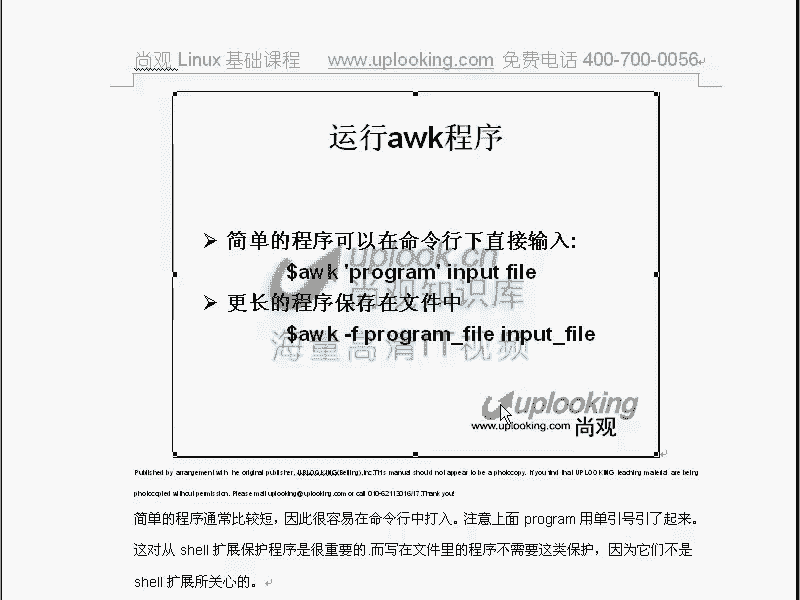 尚观 Linux 基础课程 www.uplooking.com 免费电话 400-700-0056
运行awk程序
➢ 简单的程序可以在命令行下直接输入:
$awk 'program' input file
➢ 更长的程序保存在文件中
$awk -f program_file input_file
uplook.cn
尚观知识库
海量高清IT视频
uplooking
www.uplooking.com 尚观
Published by arrangement with the original publisher, UPLOOKING(Beijing),Inc.This manual should not appear to be a photocopy. If you find that UPLOOKING teaching material are being
photocopied without permission. Please mail uplooking@uplooking.com or call 010-62113016/17.Thank you!
简单的程序通常比较短，因此很容易在命令行中打入。注意上面 program 用单引号引了起来。
这对从 shell 扩展保护程序是很重要的.而写在文件里的程序不需要这类保护，因为它们不是
shell 扩展所关心的。